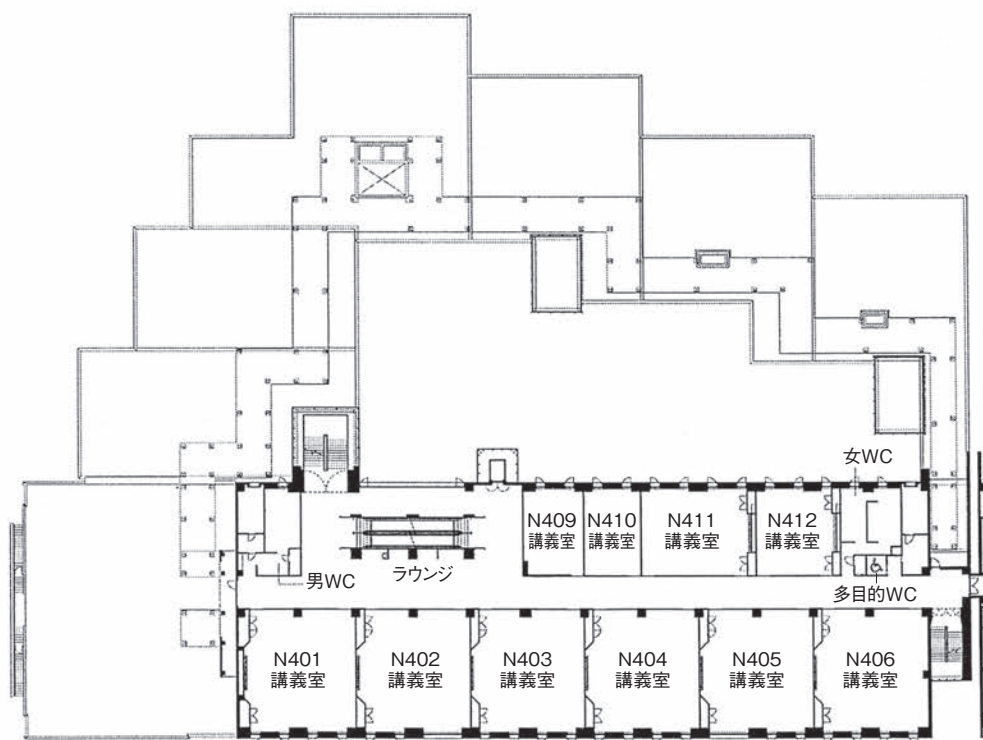 女WC
N409
講義室
N410
講義室
N411
講義室
N412
講義室
男WC
ラウンジ
多目的WC
N401
講義室
N402
講義室
N403
講義室
N404
講義室
N405
講義室
N406
講義室